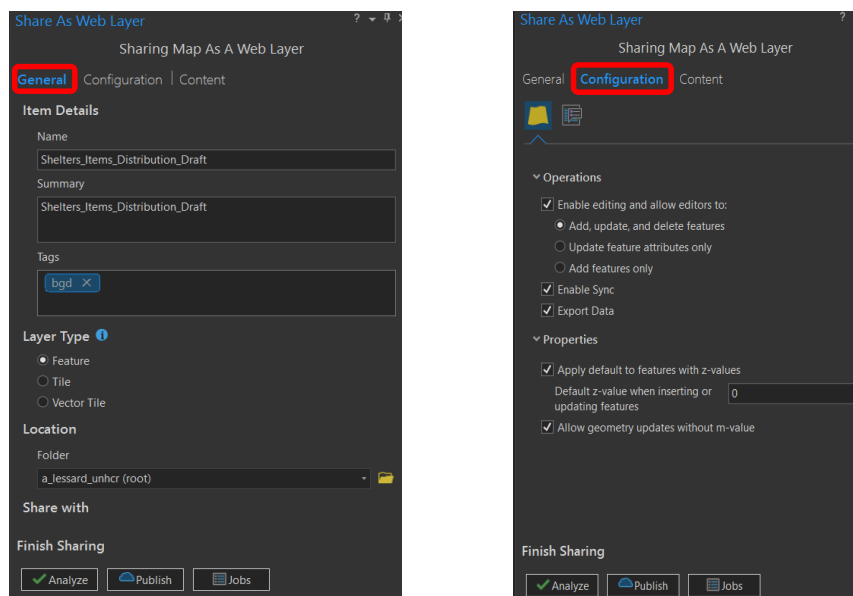 Share As Web Layer ?
Sharing Map As A Web Layer
General Configuration Content
Item Details
Name
Shelters_Items_Distribution_Draft
Summary
Shelters_Items_Distribution_Draft
Tags
bgd
Layer Type
Feature
Tile
Vector Tile
Location
Folder
a_lessard_unhcr (root)
Share with
Finish Sharing
Analyze Publish Jobs
Share As Web Layer ?
Sharing Map As A Web Layer
General Configuration Content
Operations
Enable editing and allow editors to:
Add, update, and delete features
Update feature attributes only
Add features only
Enable Sync
Export Data
Properties
Apply default to features with z-values
Default z-value when inserting or 0
updating features
Allow geometry updates without m-value
Finish Sharing
Analyze Publish Jobs